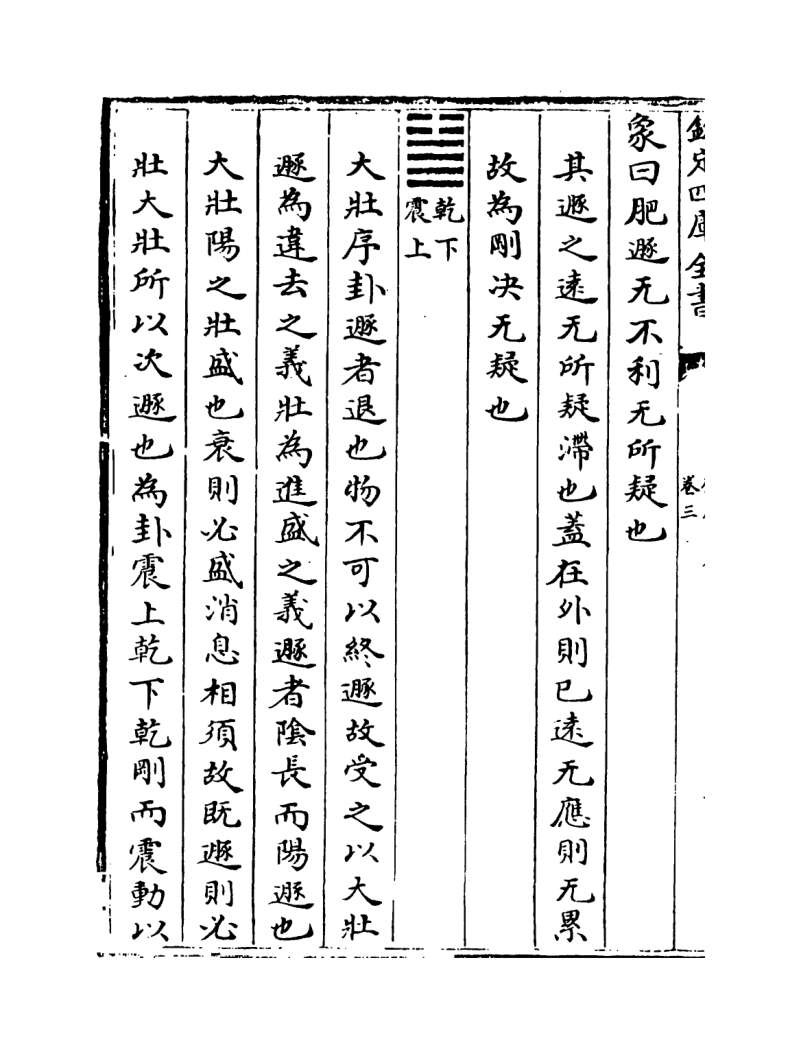 欽定四庫全書
卷三
象曰肥遯无不利无所疑也
其遯之遠无所疑滯也蓋在外則已遠无應則无累
故為剛决无疑也
乾下
震上
大壯序卦遯者退也物不可以終遯故受之以大壯
遯為違去之義壯為進盛之義遯者陰長而陽遯也
大壯陽之壯盛也衰則必盛消息相須故既遯則必
壯大壯所以次遯也為卦震上乾下乾剛而震動以